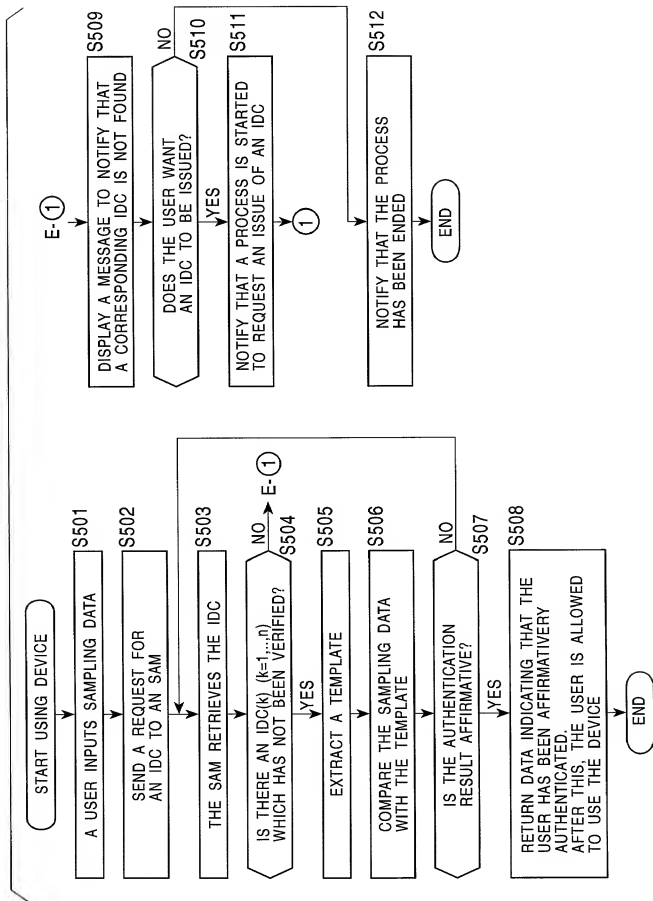 START USING DEVICE
A USER INPUTS SAMPLING DATA
S501
SEND A REQUEST FOR
AN IDC TO AN SAM
S502
THE SAM RETRIEVES THE IDC
S503
IS THERE AN IDC(k) (k=1,..,n)
WHICH HAS NOT BEEN VERIFIED?
S504
NO
E-①
YES
EXTRACT A TEMPLATE
S505
COMPARE THE SAMPLING DATA
WITH THE TEMPLATE
S506
IS THE AUTHENTICATION
RESULT AFFIRMATIVE?
S507
NO
YES
RETURN DATA INDICATING THAT THE
USER HAS BEEN AFFIRMATIVERY
AUTHENTICATED.
AFTER THIS, THE USER IS ALLOWED
TO USE THE DEVICE
S508
END
E-①
DISPLAY A MESSAGE TO NOTIFY THAT
A CORRESPONDING IDC IS NOT FOUND
S509
DOES THE USER WANT
AN IDC TO BE ISSUED?
S510
NO
YES
NOTIFY THAT A PROCESS IS STARTED
TO REQUEST AN ISSUE OF AN IDC
S511
①
NOTIFY THAT THE PROCESS
HAS BEEN ENDED
S512
END